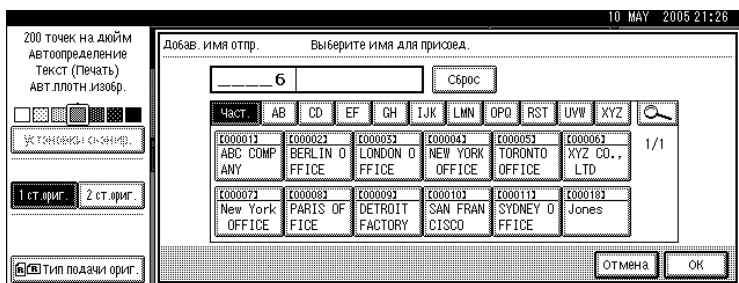 10 MAY 2005 21:26
200 точек на дюйм
Автоопределение
Текст (Печать)
Авт.плотн.изобр.
Установки сканир.
1 ст.ориг. 2 ст.ориг.
Тип подачи ориг.
Добав. имя отпр. Выберите имя для присоед.
____6 Сброс
Част. AB CD EF GH IJK LMN OPQ RST UVW XYZ
[00001] [00002] [00003] [00004] [00005] [00006] 1/1
ABC COMP BERLIN O LONDON O NEW YORK TORONTO XYZ CO.,
ANY FFICE FFICE OFFICE OFFICE LTD
[00007] [00008] [00009] [00010] [00011] [00018]
New York PARIS OF DETROIT SAN FRAN SYDNEY O Jones
OFFICE FICE FACTORY CISCO FFICE
Отмена OK